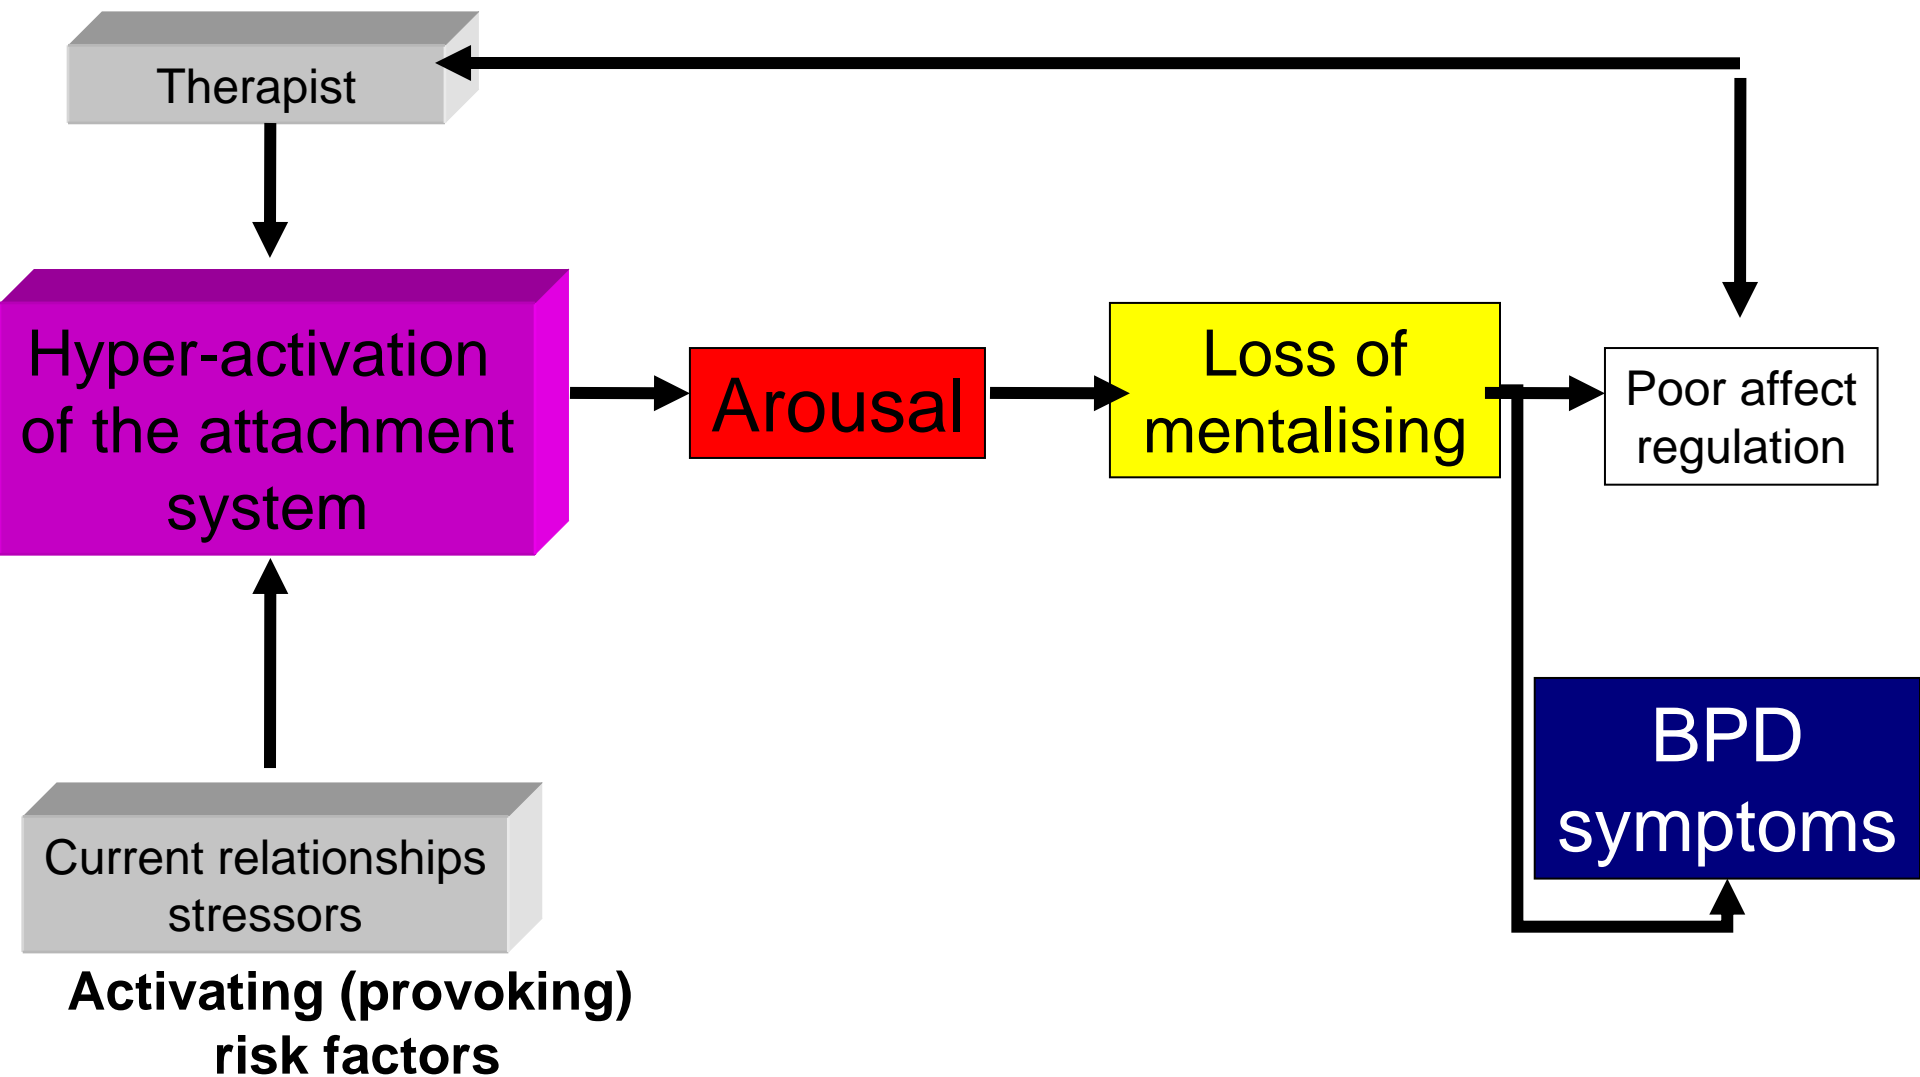 Therapist
Hyper-activation
of the attachment
system
Arousal
Loss of
mentalising
Poor affect
regulation
BPD
symptoms
Current relationships
stressors
Activating (provoking)
risk factors